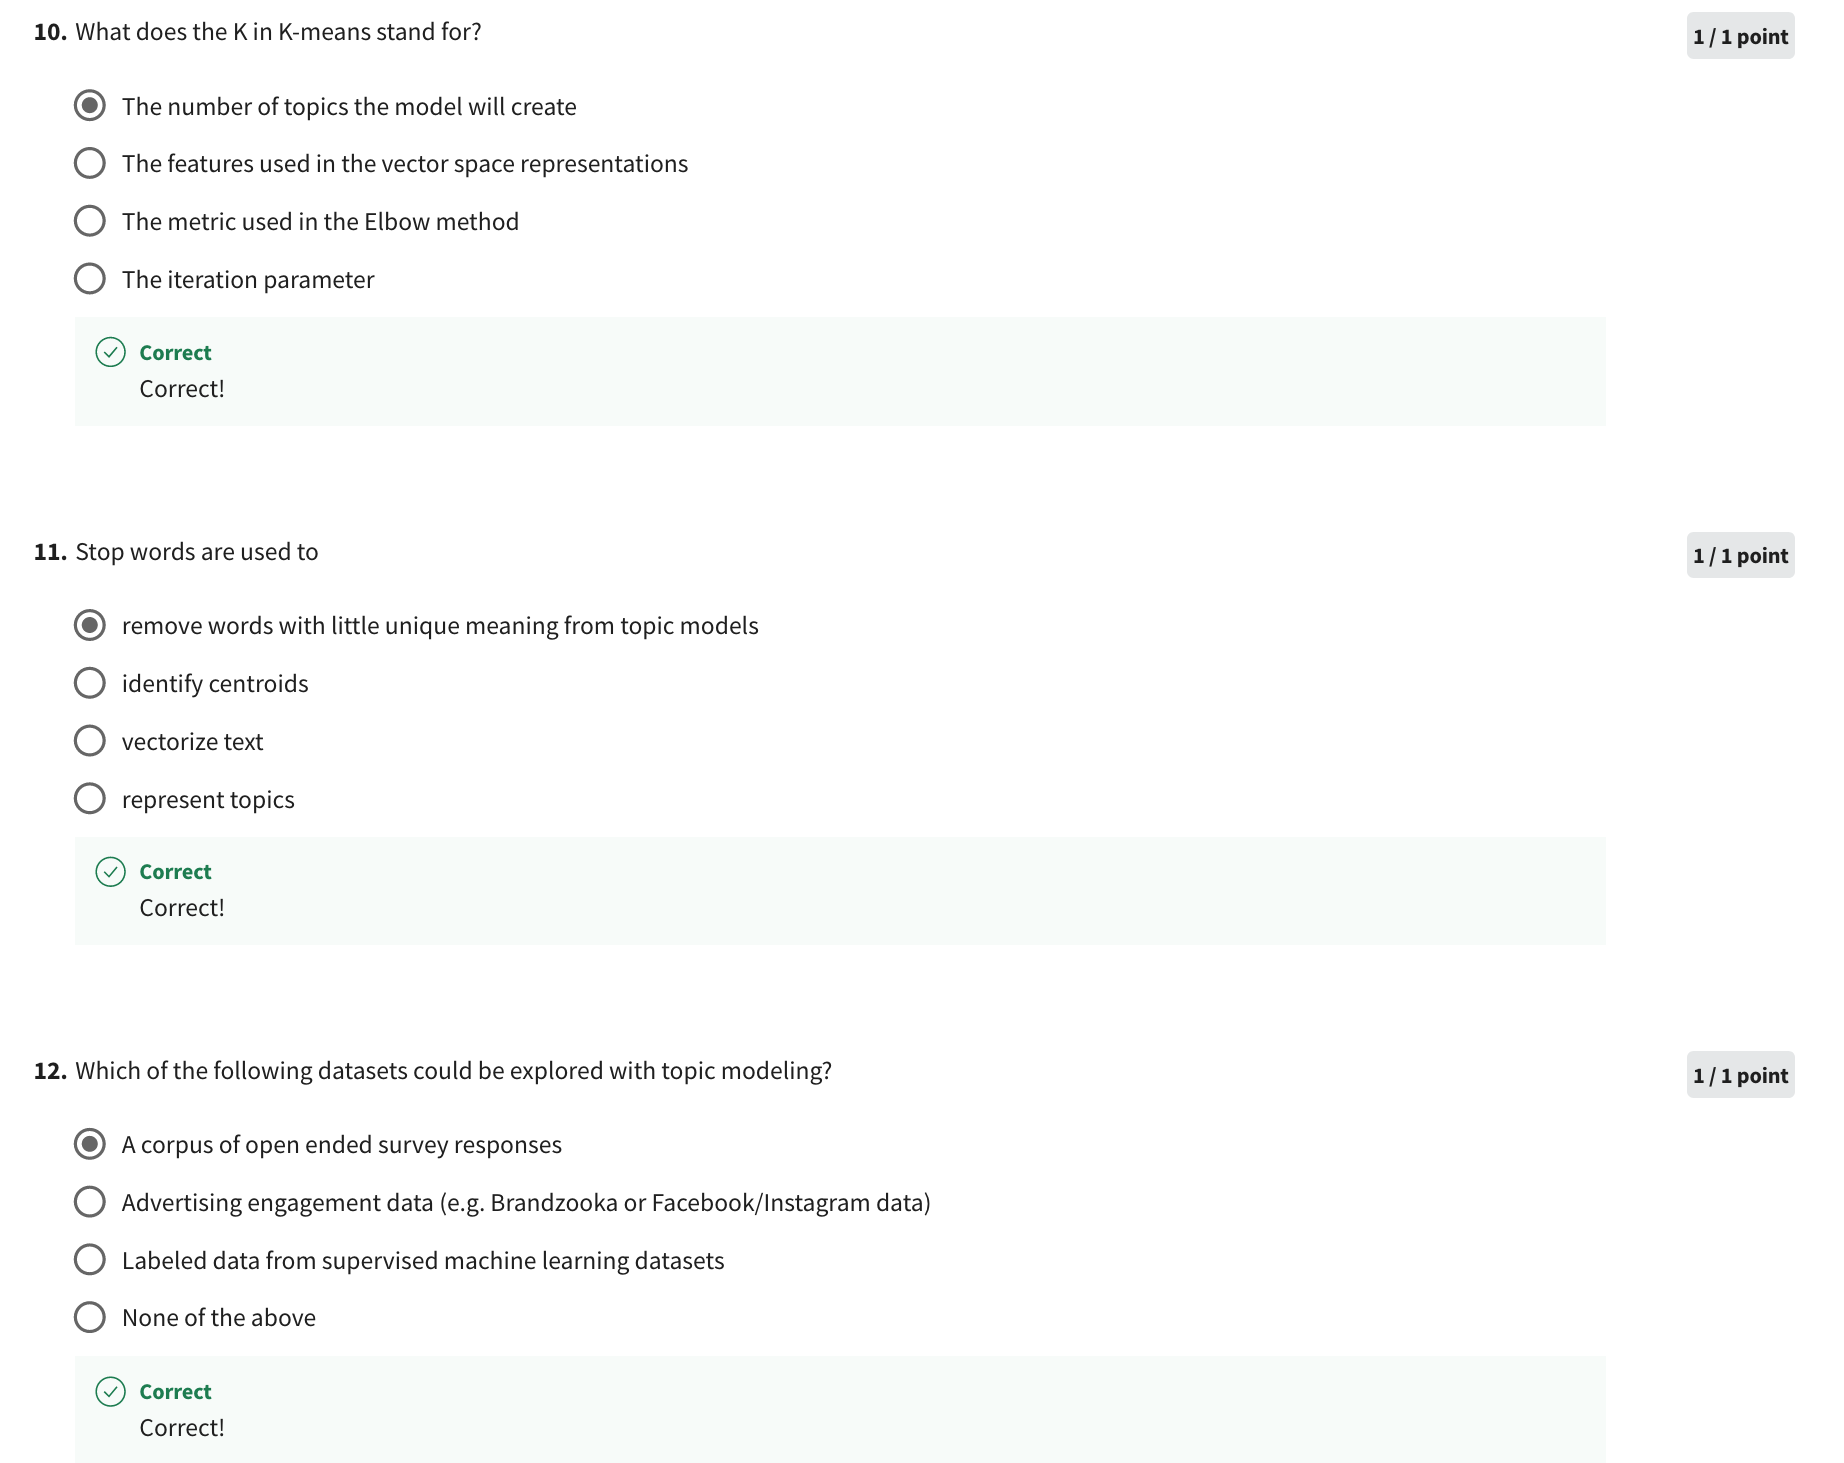 10. What does the K in K-means stand for?
1 / 1 point
The number of topics the model will create
The features used in the vector space representations
The metric used in the Elbow method
The iteration parameter
Correct
Correct!
11. Stop words are used to
1 / 1 point
remove words with little unique meaning from topic models
identify centroids
vectorize text
represent topics
Correct
Correct!
12. Which of the following datasets could be explored with topic modeling?
1 / 1 point
A corpus of open ended survey responses
Advertising engagement data (e.g. Brandzooka or Facebook/Instagram data)
Labeled data from supervised machine learning datasets
None of the above
Correct
Correct!